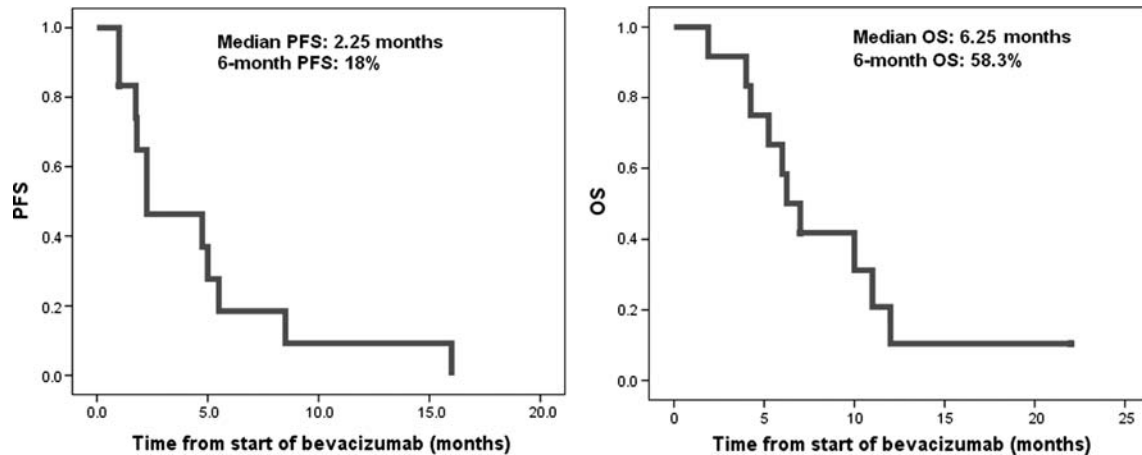 Median PFS: 2.25 months
6-month PFS: 18%
1.0
0.8
0.6
0.4
0.2
0.0
PFS
0.0 5.0 10.0 15.0 20.0
Time from start of bevacizumab (months)
Median OS: 6.25 months
6-month OS: 58.3%
1.0
0.8
0.6
0.4
0.2
0.0
OS
0 5 10 15 20 25
Time from start of bevacizumab (months)